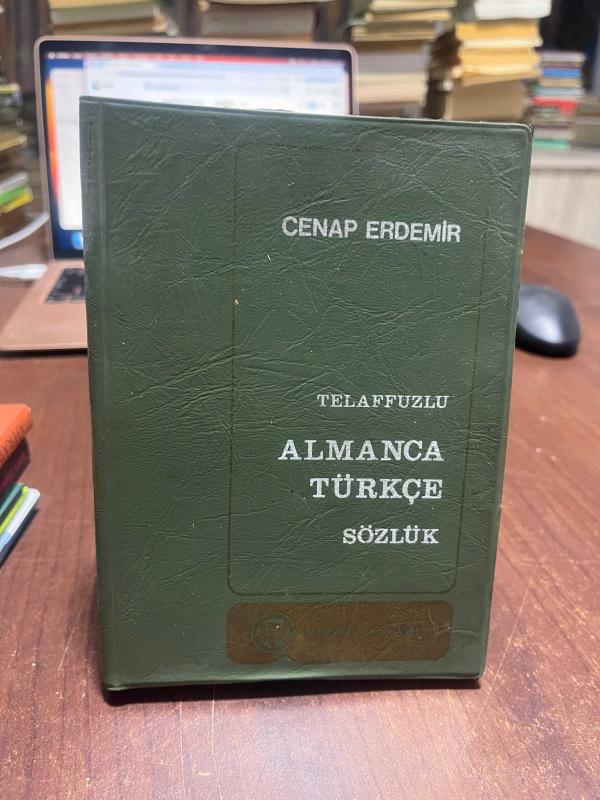 CENAP ERDEMİR
TELAFFUZLU
ALMANCA
TÜRKÇE
SÖZLÜK